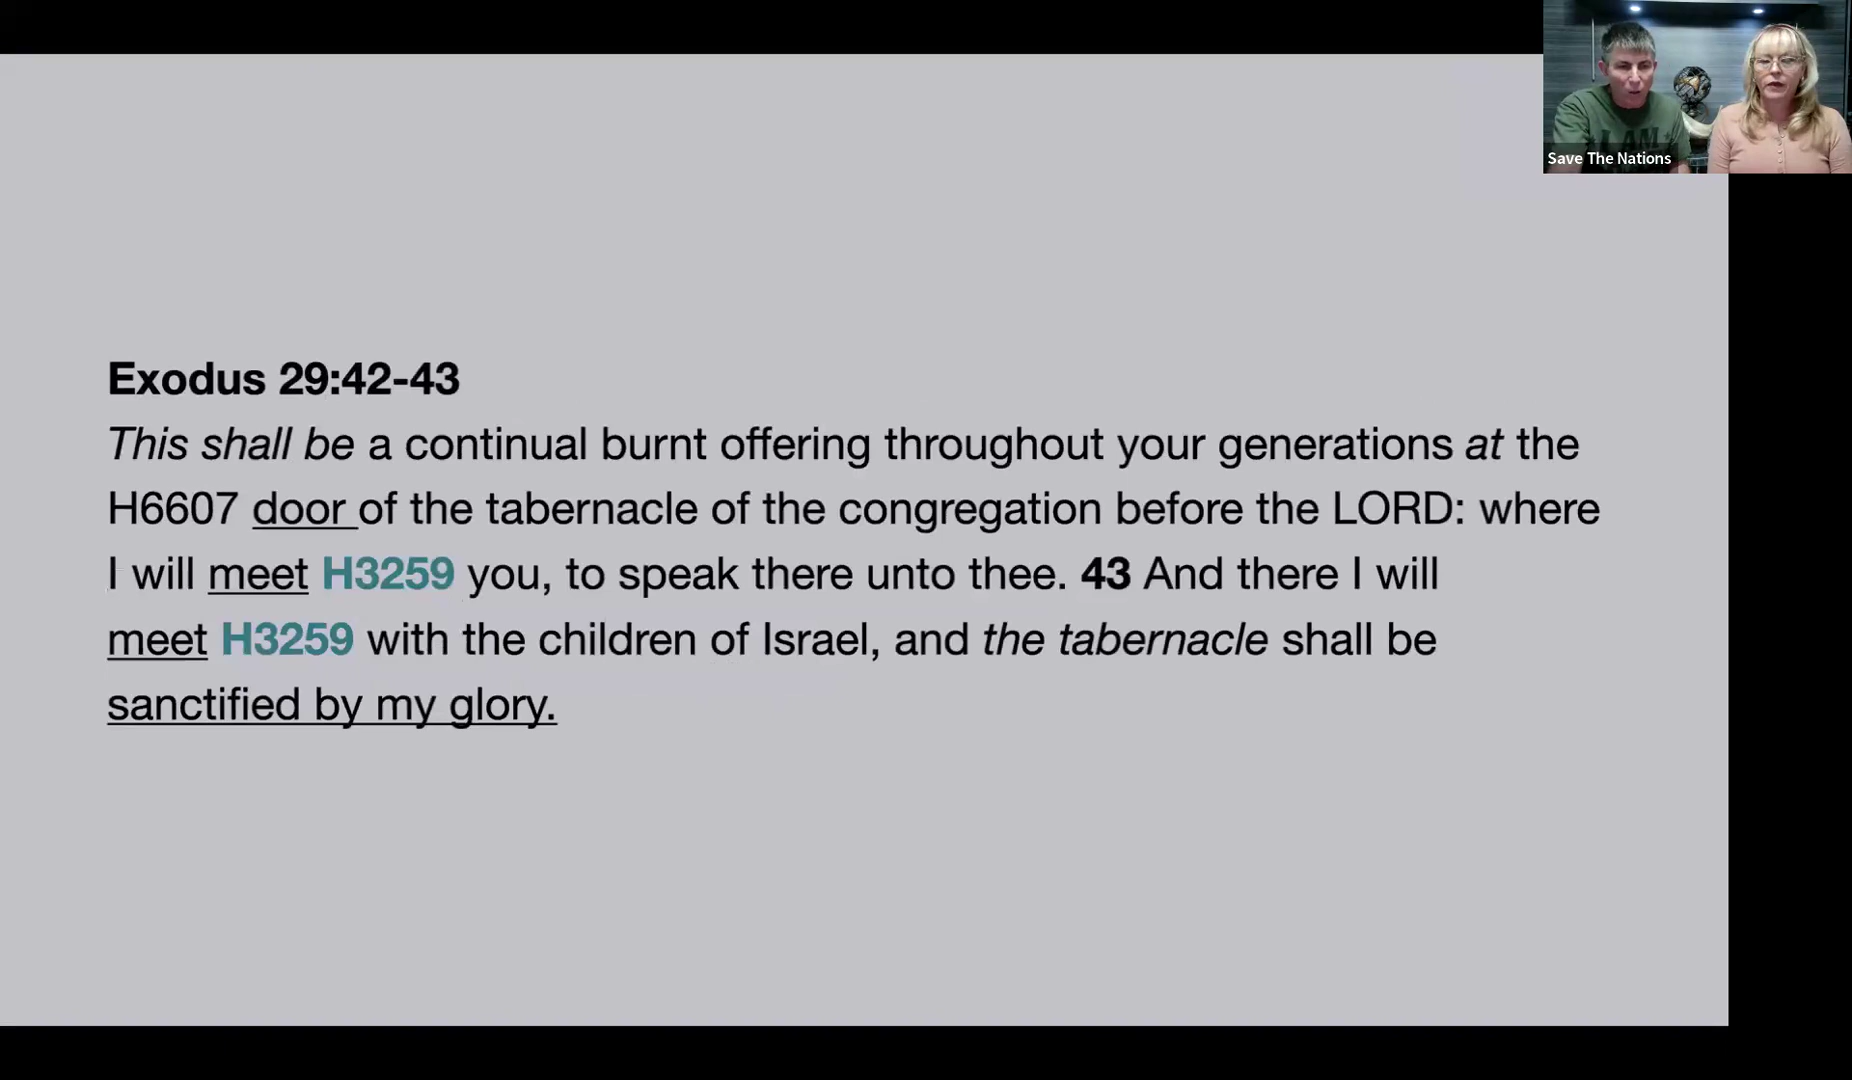 Save The Nations
I AM
Exodus 29:42-43
This shall be a continual burnt offering throughout your generations at the
H6607 door of the tabernacle of the congregation before the LORD: where
I will meet H3259 you, to speak there unto thee. 43 And there I will
meet H3259 with the children of Israel, and the tabernacle shall be
sanctified by my glory.